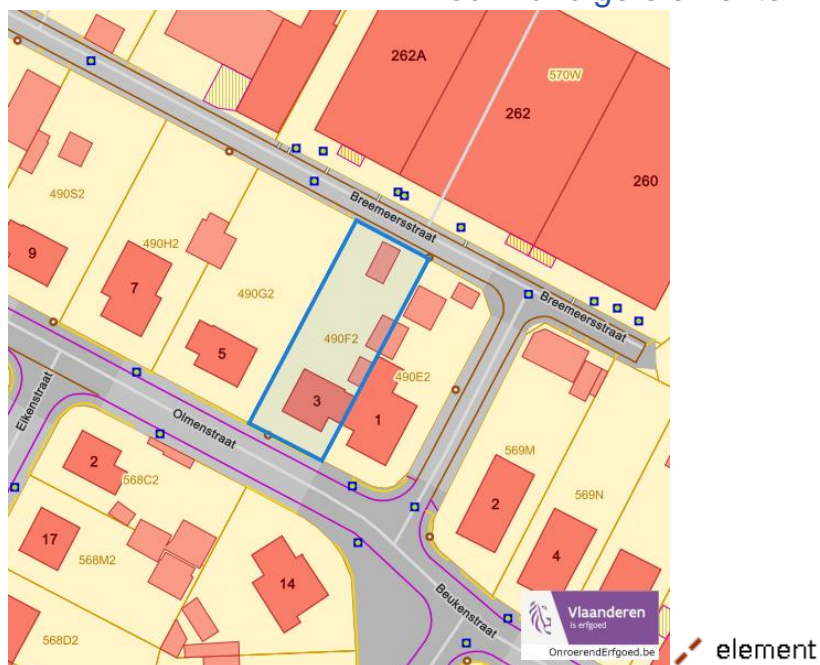 262A
570W
262
260
Breemeersstraat
490S2
490H2
9
7
490G2
5
490F2
3
490E2
1
Breemeersstraat
Eikenstraat
Olmenstraat
2
568C2
17
568M2
14
568D2
569M
2
569N
4
Beukenstraat
Vlaanderen
is erfgoed
OnroerendErfgoed.be
element